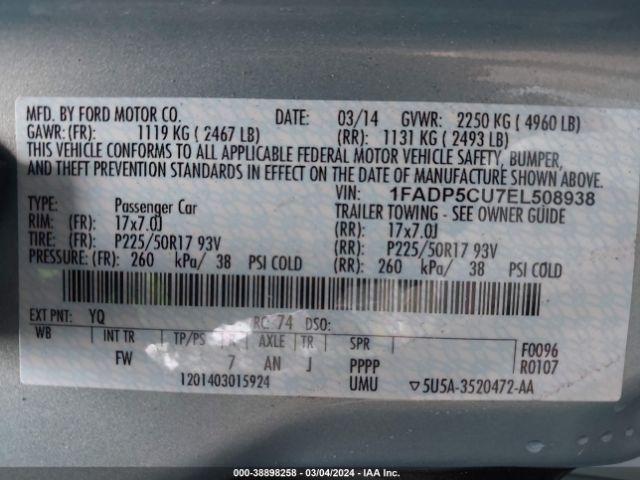 MFD. BY FORD MOTOR CO. DATE: 03/14 GVWR: 2250 KG ( 4960 LB)
GAWR: (FR): 1119 KG ( 2467 LB) (RR): 1131 KG ( 2493 LB)
THIS VEHICLE CONFORMS TO ALL APPLICABLE FEDERAL MOTOR VEHICLE SAFETY, BUMPER,
AND THEFT PREVENTION STANDARDS IN EFFECT ON THE DATE OF MANUFACTURE SHOWN ABOVE.
VIN: 1FADP5CU7EL508938
TYPE: Passenger Car TRAILER TOWING - SEE OWNER GUIDE
RIM: (FR): 17x7.0J (RR): 17x7.0J
TIRE: (FR): P225/50R17 93V (RR): P225/50R17 93V
PRESSURE: (FR): 260 kPa/ 38 PSI COLD (RR): 260 kPa/ 38 PSI COLD
EXT PNT: YQ RC: 74 DSO:
WB INT TR TP/PS R AXLE TR SPR F0096
FW 7 AN J PPPP R0107
1201403015924 UMU ▽5U5A-3520472-AA
000-38898258 - 03/04/2024 - IAA Inc.